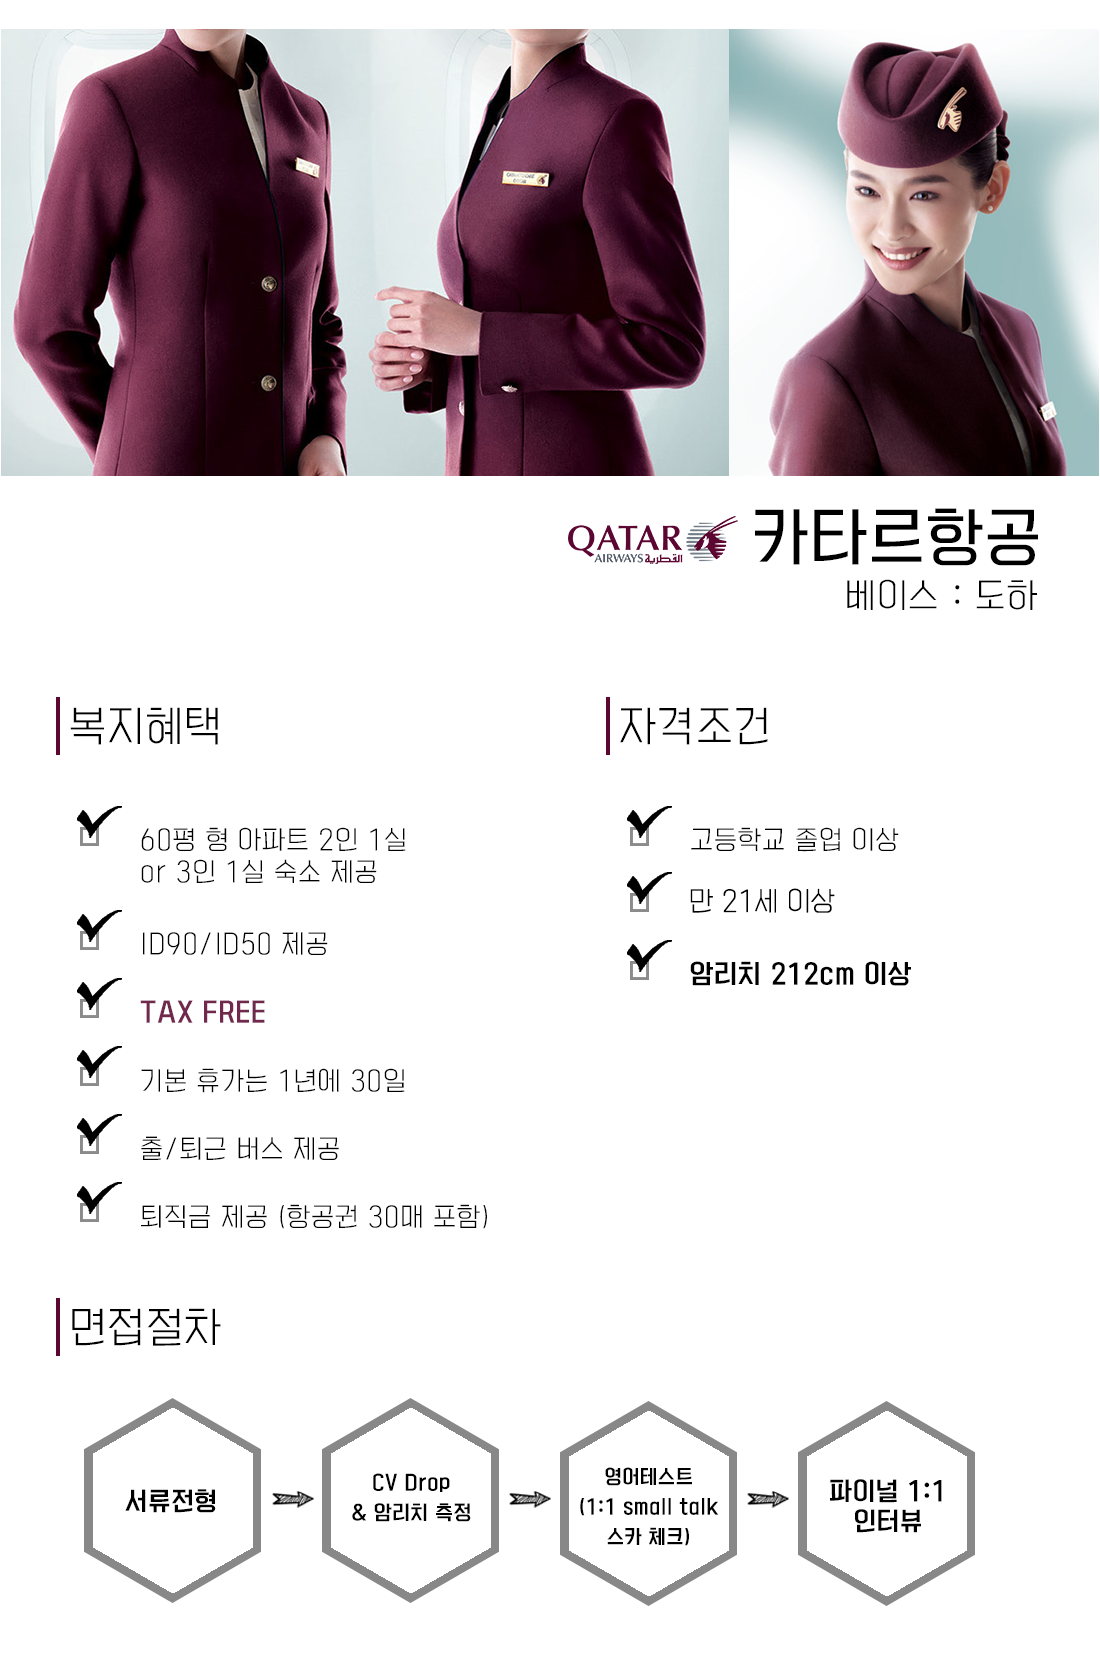 QATAR
AIRWAYS القطرية
카타르항공
베이스 : 도하
복지혜택
60평 형 아파트 2인 1실
or 3인 1실 숙소 제공
ID90/ID50 제공
TAX FREE
기본 휴가는 1년에 30일
출/퇴근 버스 제공
퇴직금 제공 (항공권 30매 포함)
자격조건
고등학교 졸업 이상
만 21세 이상
암리치 212cm 이상
면접절차
서류전형
CV Drop
& 암리치 측정
영어테스트
(1:1 small talk
스카 체크)
파이널 1:1
인터뷰